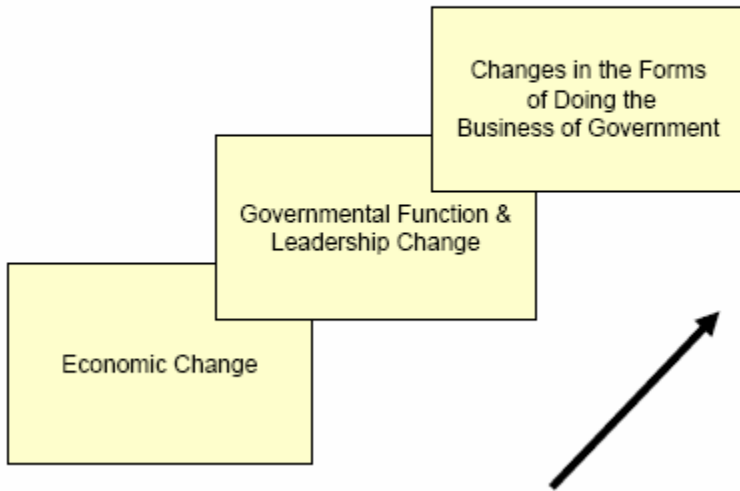 Changes in the Forms
of Doing the
Business of Government
Governmental Function &
Leadership Change
Economic Change